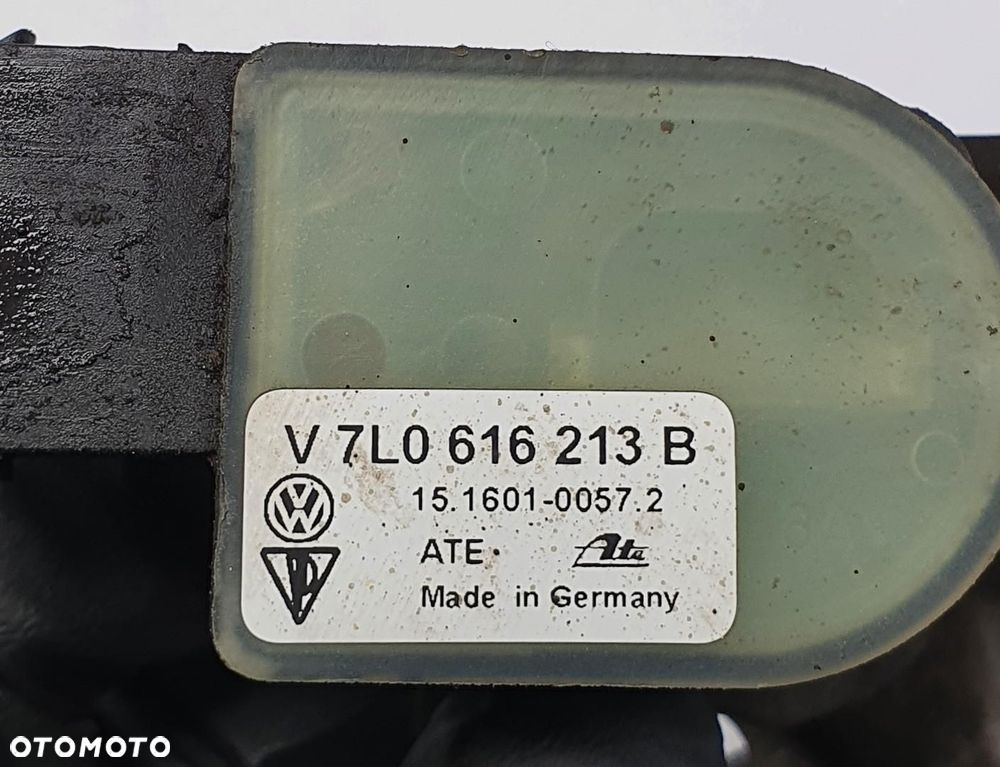 V 7L0 616 213 B
15.1601-0057.2
ATE Ate
Made in Germany
OTOMOTO